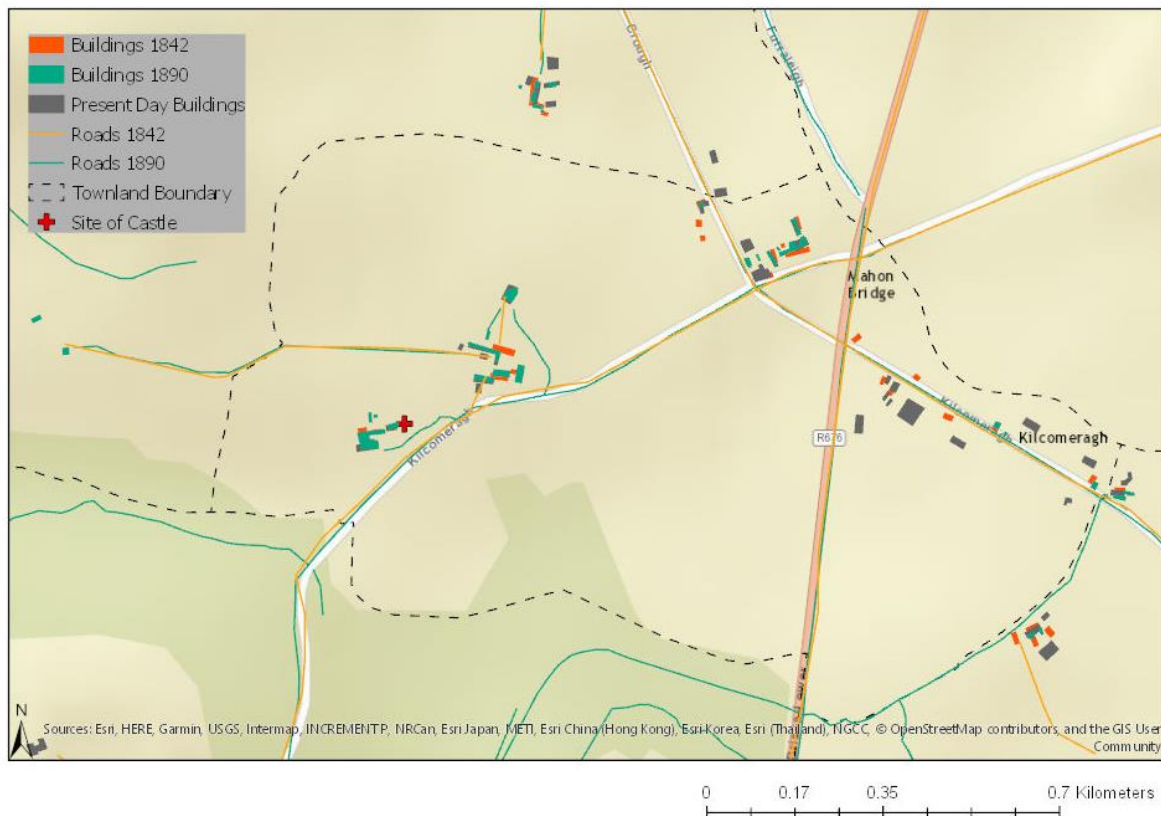 Buildings 1842
Buildings 1890
Present Day Buildings
Roads 1842
Roads 1890
Townland Boundary
Site of Castle
Crough
Furraleigh
Mahon
Bridge
Kilcomeragh
R676
Kilcomeragh
Kilcomeragh
N
Sources: Esri, HERE, Garmin, USGS, Intermap, INCREMENT P, NRCan, Esri Japan, METI, Esri China (Hong Kong), Esri Korea, Esri (Thailand), NGCC, © OpenStreetMap contributors, and the GIS User
Community
0 0.17 0.35 0.7 Kilometers